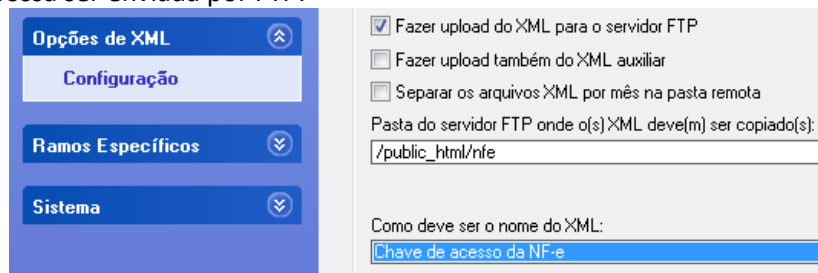 Opções de XML
Configuração
Ramos Específicos
Sistema
Fazer upload do XML para o servidor FTP
Fazer upload também do XML auxiliar
Separar os arquivos XML por mês na pasta remota
Pasta do servidor FTP onde o(s) XML deve(m) ser copiado(s):
/public_html/nfe
Como deve ser o nome do XML:
Chave de acesso da NF-e